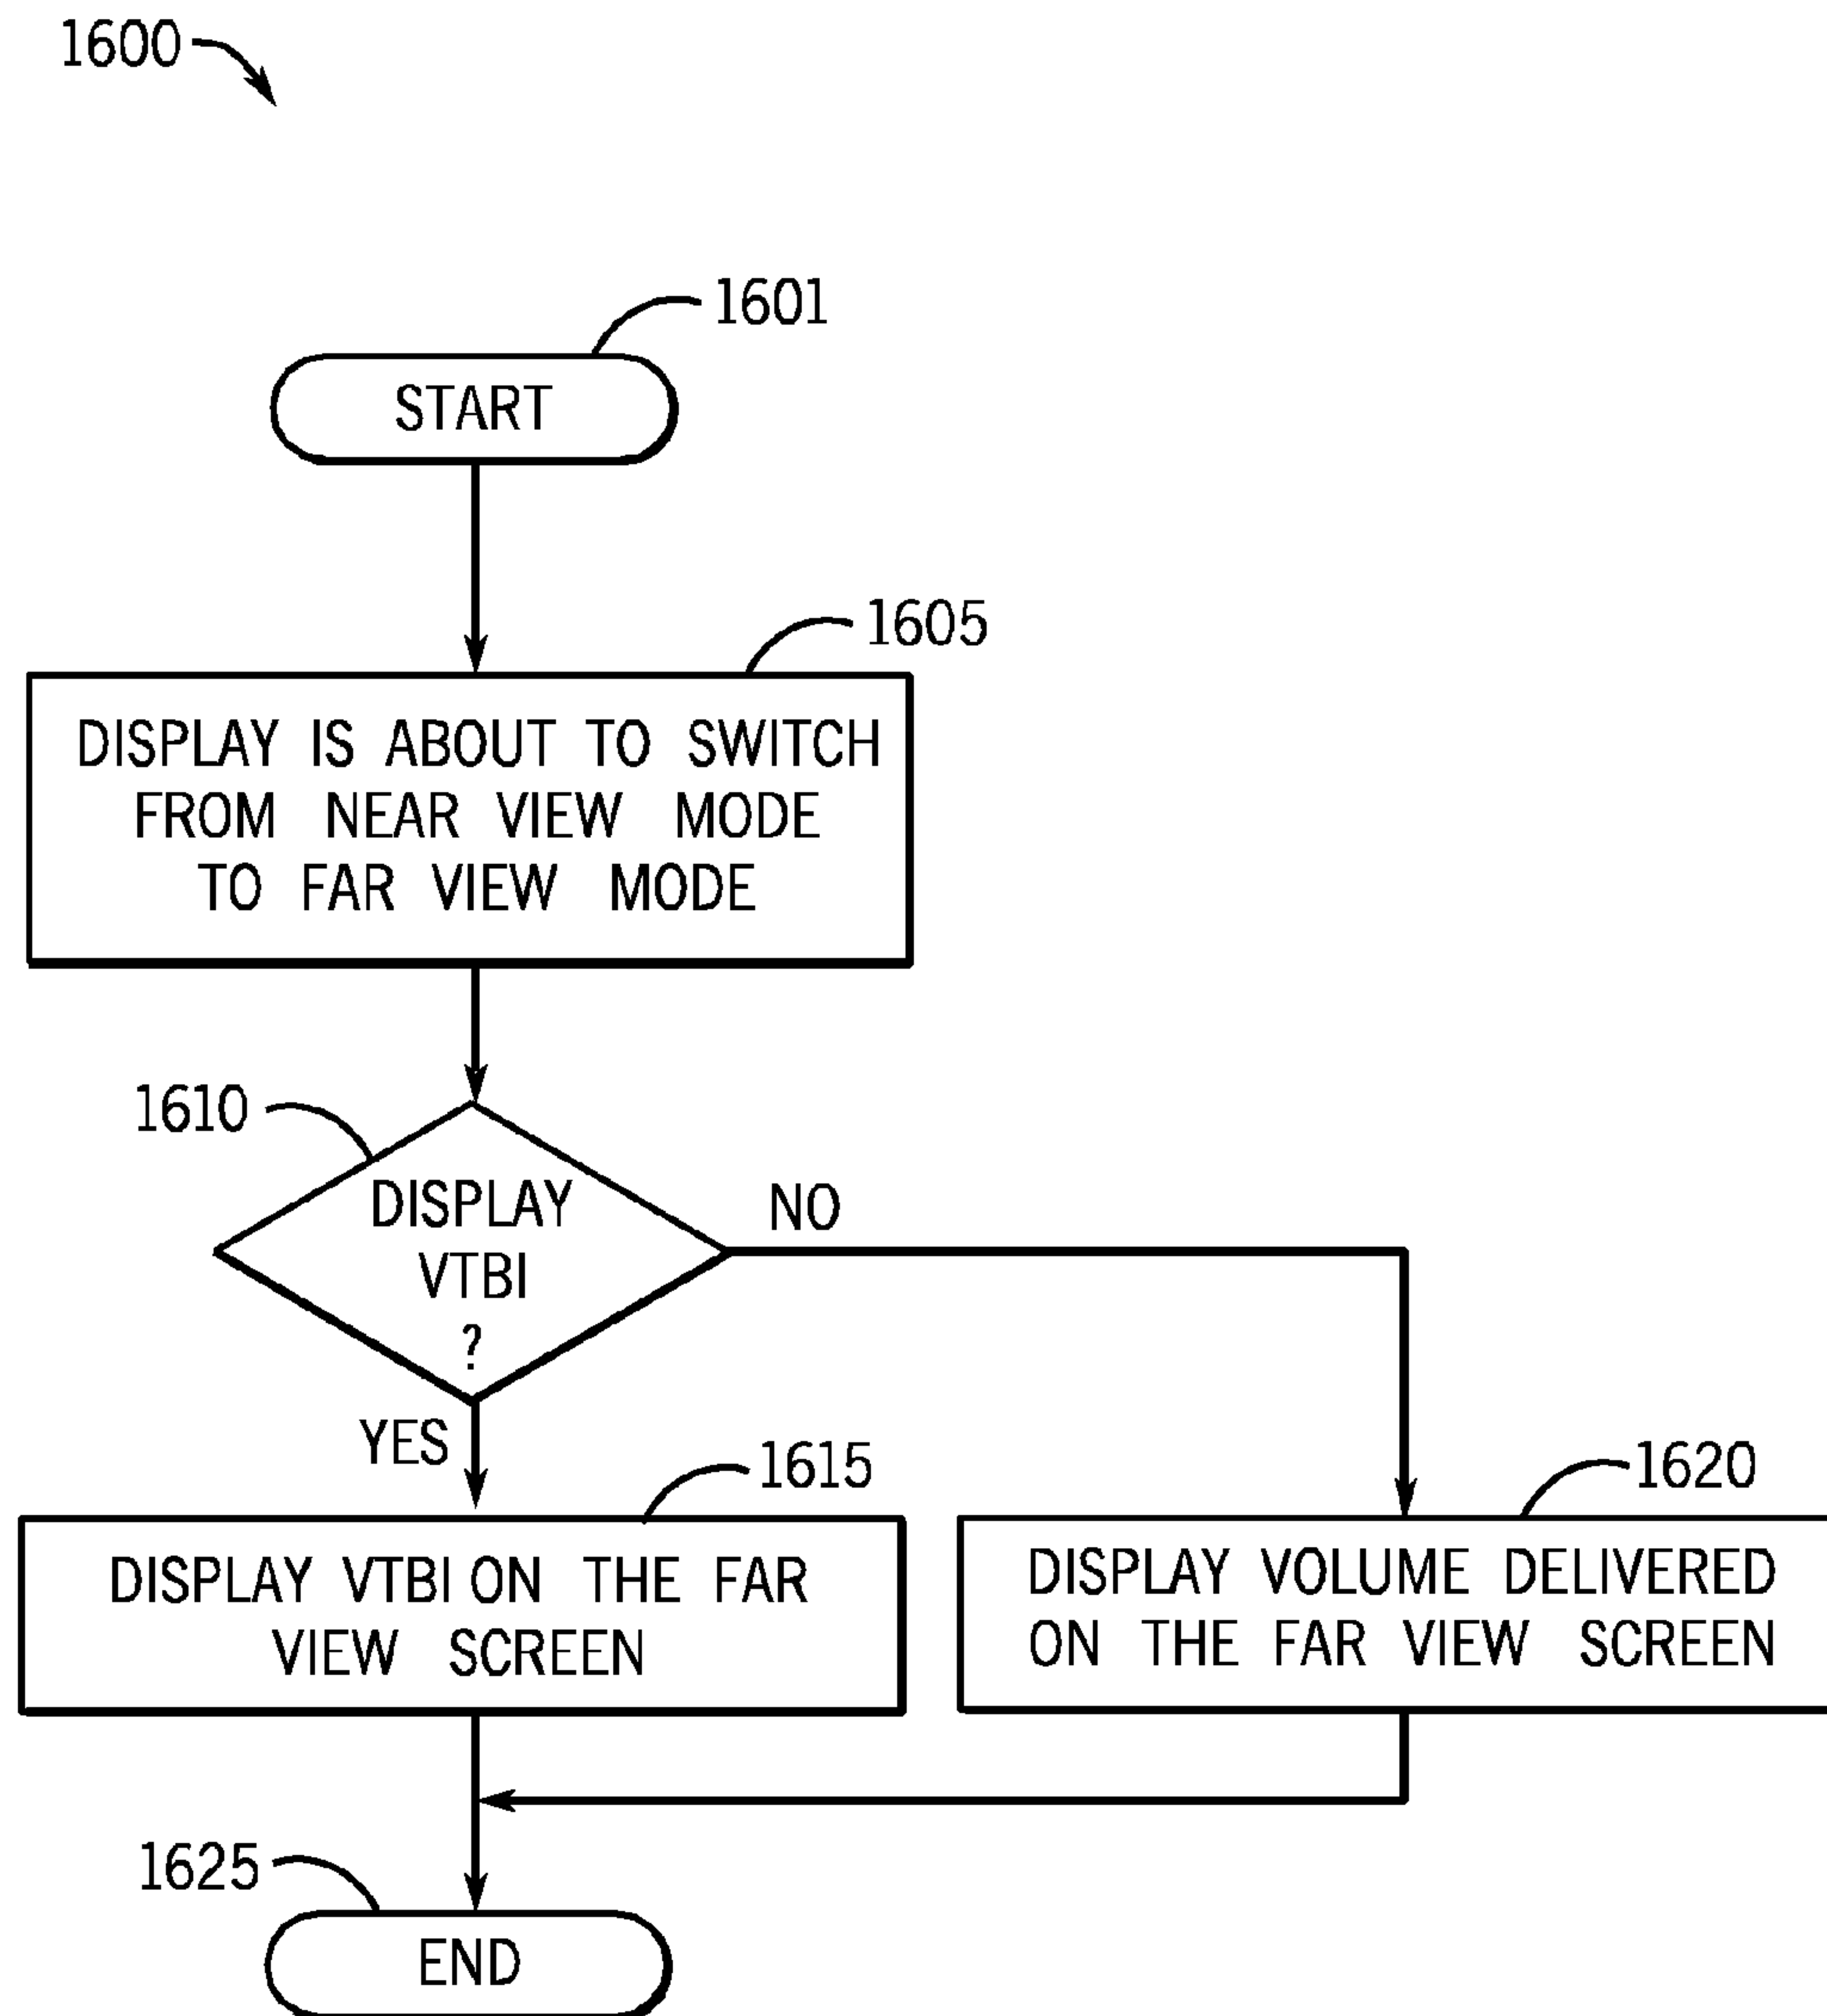 1600
1601
START
1605
DISPLAY IS ABOUT TO SWITCH
FROM NEAR VIEW MODE
TO FAR VIEW MODE
1610
DISPLAY
VTBI
?
NO
YES
1615
DISPLAY VTBI ON THE FAR
VIEW SCREEN
1620
DISPLAY VOLUME DELIVERED
ON THE FAR VIEW SCREEN
1625
END